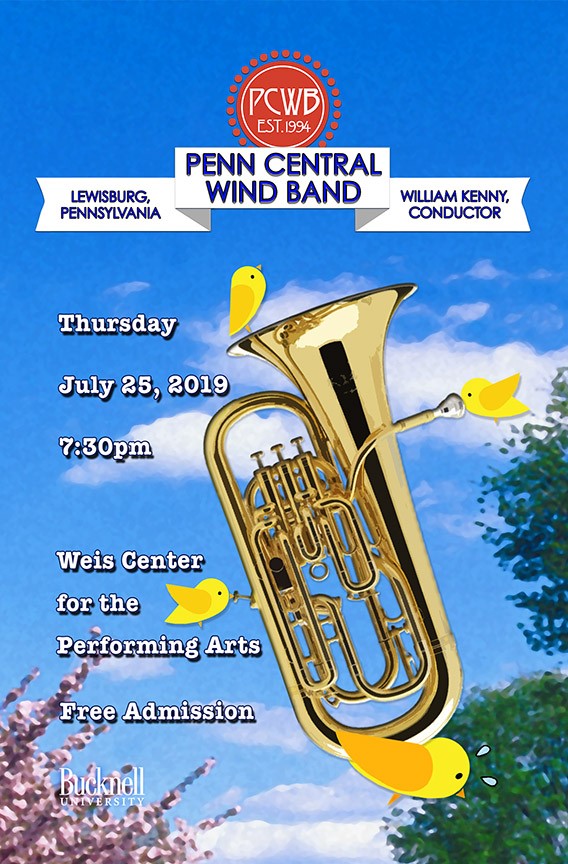 PCWB
EST. 1994
PENN CENTRAL
WIND BAND
LEWISBURG,
PENNSYLVANIA
WILLIAM KENNY,
CONDUCTOR
Thursday
July 25, 2019
7:30pm
Weis Center
for the
Performing Arts
Free Admission
Bucknell
UNIVERSITY